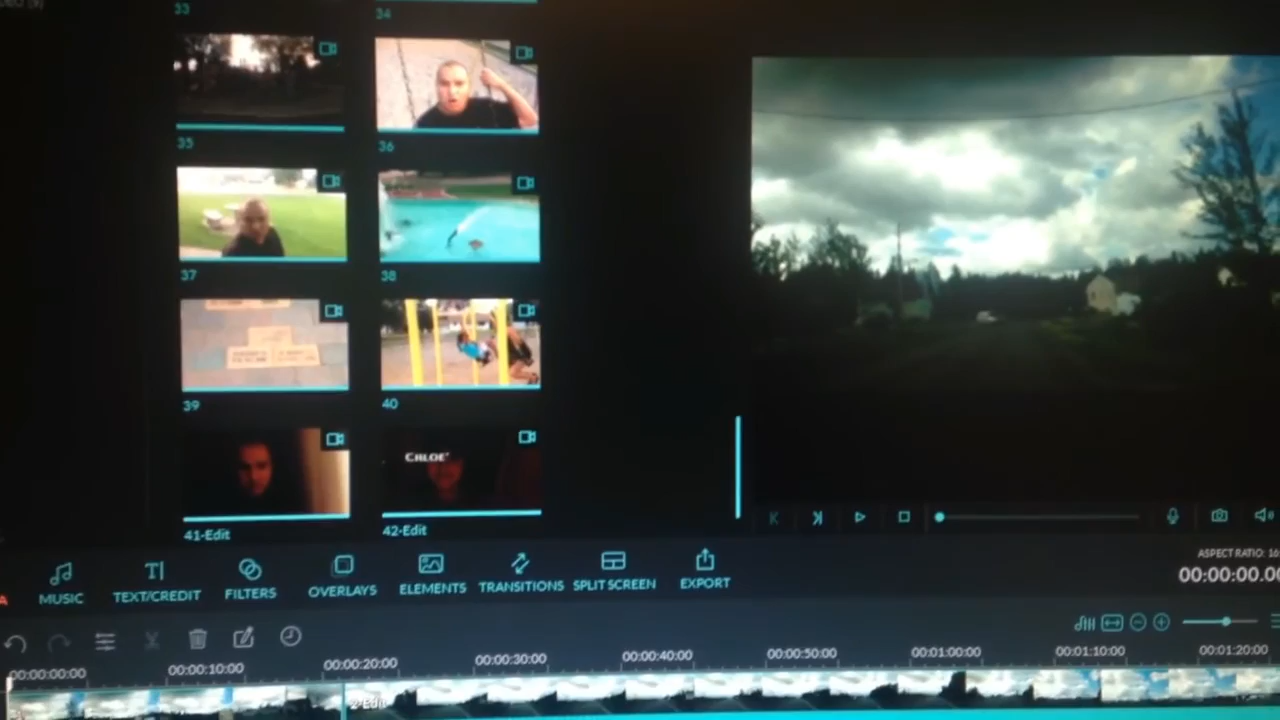 33
34
35
36
37
38
39
40
CHLOE'
41-Edit
42-Edit
MUSIC
TEXT/CREDIT
FILTERS
OVERLAYS
ELEMENTS
TRANSITIONS
SPLIT SCREEN
EXPORT
ASPECT RATIO: 16
00:00:00.00
00:00:00:00
00:00:10:00
00:00:20:00
00:00:30:00
00:00:40:00
00:00:50:00
00:01:00:00
00:01:10:00
00:01:20:00
2-Edit